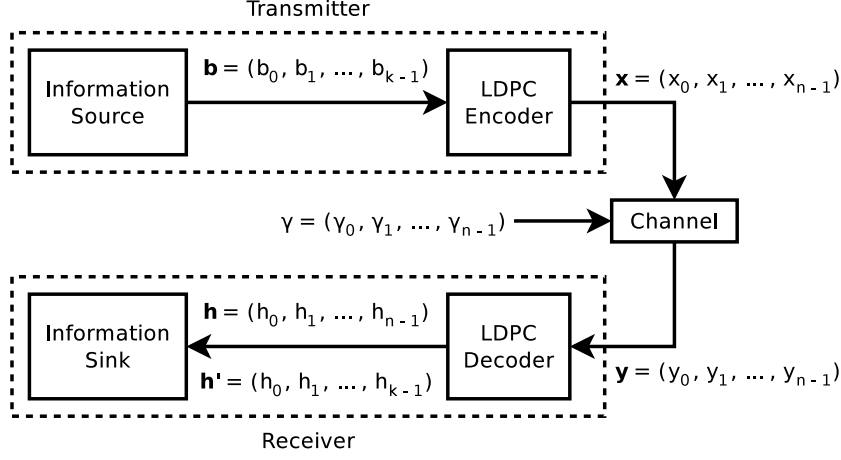 Transmitter
Information Source
b = (b₀, b₁, ..., bₖ₋₁)
LDPC Encoder
x = (x₀, x₁, ..., xₙ₋₁)
γ = (γ₀, γ₁, ..., γₙ₋₁)
Channel
Information Sink
h = (h₀, h₁, ..., hₙ₋₁)
h' = (h₀, h₁, ..., hₖ₋₁)
LDPC Decoder
y = (y₀, y₁, ..., yₙ₋₁)
Receiver